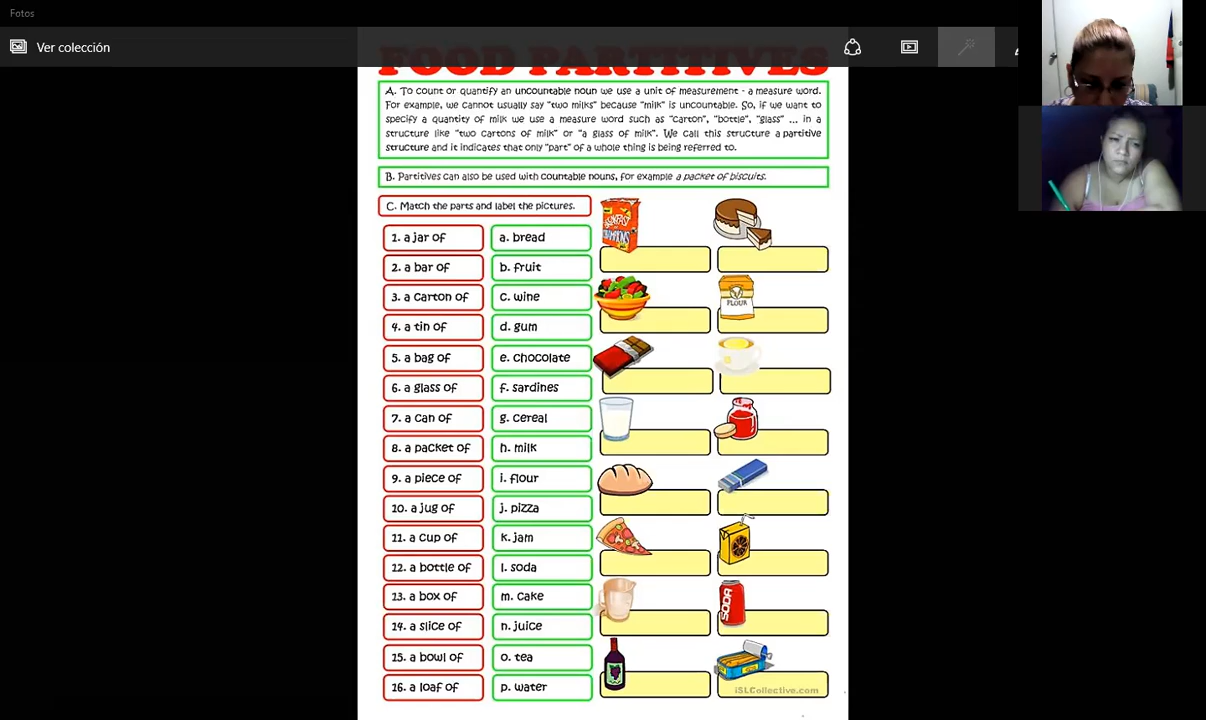 Fotos
Ver colección
FOOD PARTITIVES
A. To count or quantify an uncountable noun we use a unit of measurement - a measure word.
For example, we cannot usually say "two milks" because "milk" is uncountable. So, if we want to
specify a quantity of milk we use a measure word such as "carton", "bottle", "glass" ... in a
structure like "two cartons of milk" or "a glass of milk". We call this structure a partitive
structure and it indicates that only "part" of a whole thing is being referred to.
B. Partitives can also be used with countable nouns, for example a packet of biscuits.
C. Match the parts and label the pictures.
1. a jar of
a. bread
2. a bar of
b. fruit
3. a carton of
c. wine
FLOUR
4. a tin of
d. gum
5. a bag of
e. chocolate
6. a glass of
f. sardines
7. a can of
g. cereal
8. a packet of
h. milk
9. a piece of
i. flour
10. a jug of
j. pizza
11. a cup of
k. jam
12. a bottle of
l. soda
13. a box of
m. cake
SODA
14. a slice of
n. juice
15. a bowl of
o. tea
16. a loaf of
p. water
iSLCollective.com